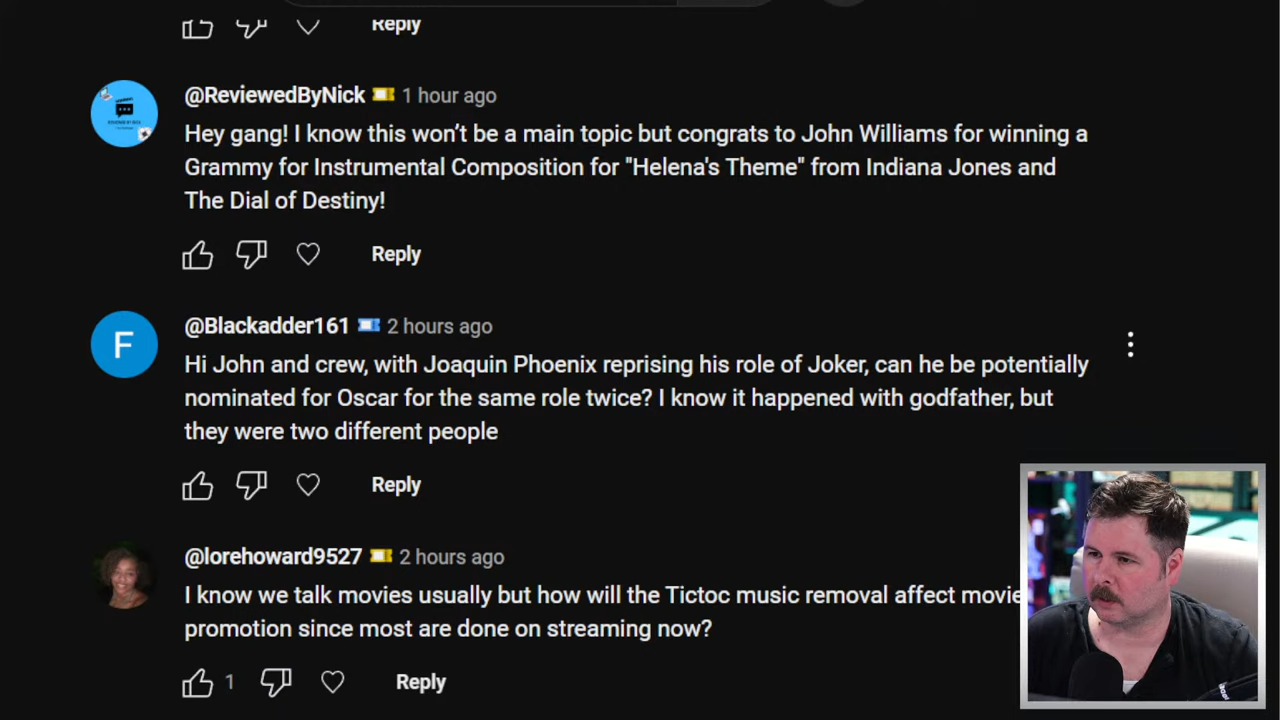 Reply
@ReviewedByNick 1 hour ago
Hey gang! I know this won't be a main topic but congrats to John Williams for winning a
Grammy for Instrumental Composition for "Helena's Theme" from Indiana Jones and
The Dial of Destiny!
Reply
F
@Blackadder161 2 hours ago
Hi John and crew, with Joaquin Phoenix reprising his role of Joker, can he be potentially
nominated for Oscar for the same role twice? I know it happened with godfather, but
they were two different people
Reply
@lorehoward9527 2 hours ago
I know we talk movies usually but how will the Tictoc music removal affect movie
promotion since most are done on streaming now?
1 Reply